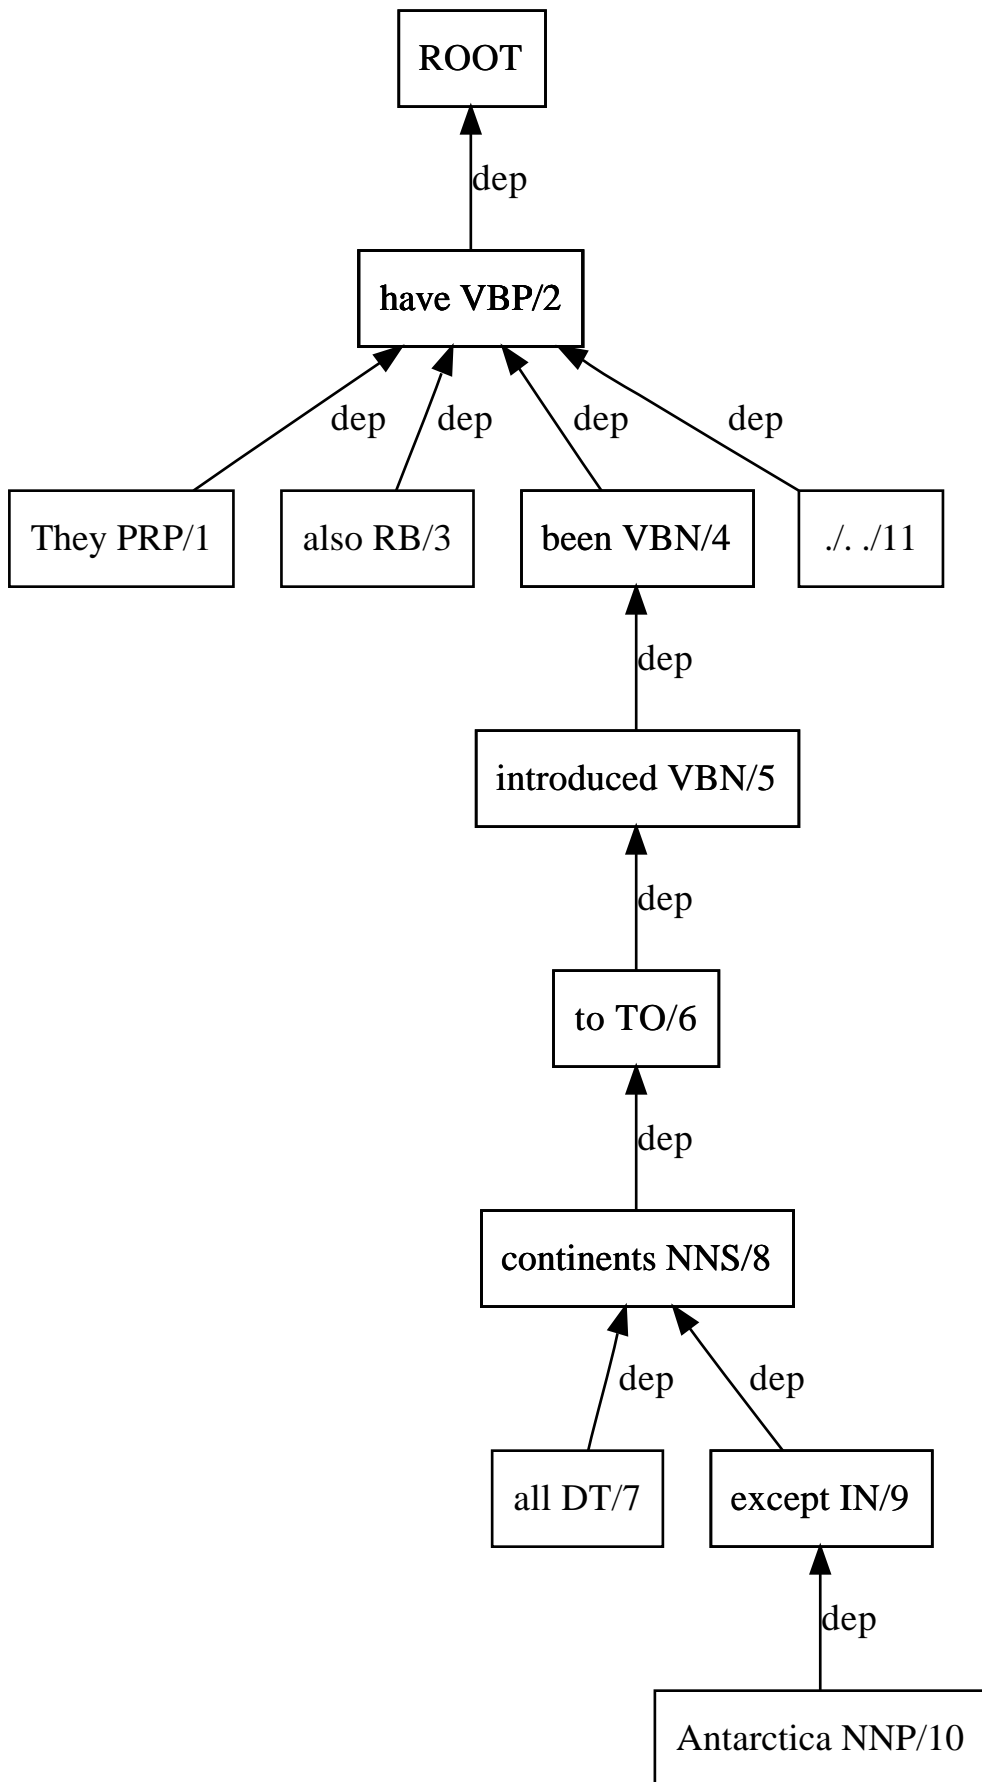 ROOT
dep
have VBP/2
dep dep dep dep
They PRP/1 also RB/3 been VBN/4 ./. ./11
dep
introduced VBN/5
dep
to TO/6
dep
continents NNS/8
dep dep
all DT/7 except IN/9
dep
Antarctica NNP/10